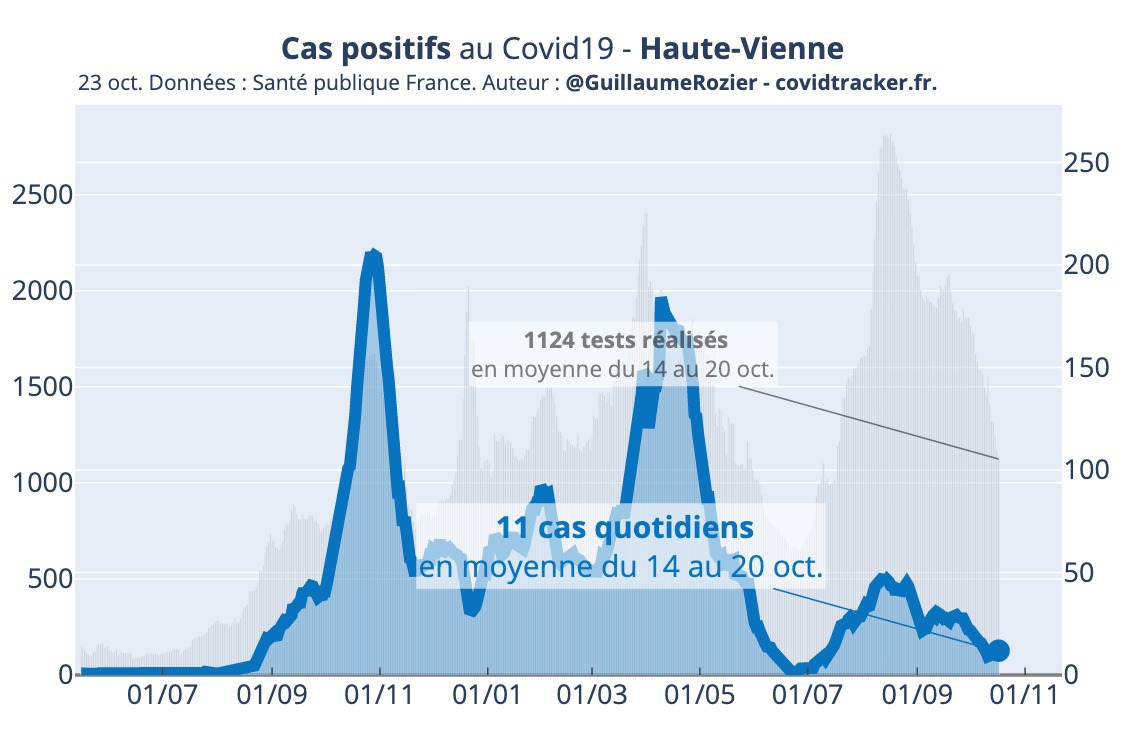 Cas positifs au Covid19 - Haute-Vienne
23 oct. Données : Santé publique France. Auteur : @GuillaumeRozier - covidtracker.fr.
250
2500
200
2000
1124 tests réalisés
en moyenne du 14 au 20 oct.
150
1500
100
1000
11 cas quotidiens
en moyenne du 14 au 20 oct.
50
500
0
0
01/07 01/09 01/11 01/01 01/03 01/05 01/07 01/09 01/11